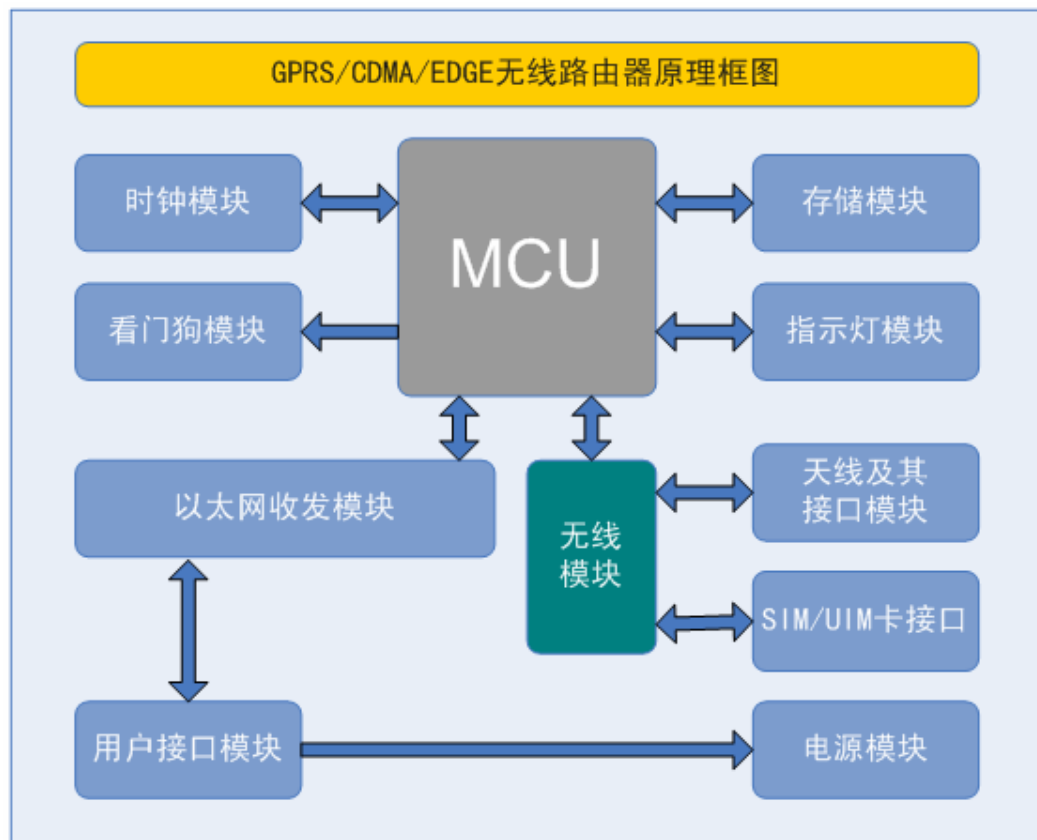 GPRS/CDMA/EDGE无线路由器原理框图
时钟模块
MCU
存储模块
看门狗模块
指示灯模块
以太网收发模块
无线
模块
天线及其
接口模块
SIM/UIM卡接口
用户接口模块
电源模块